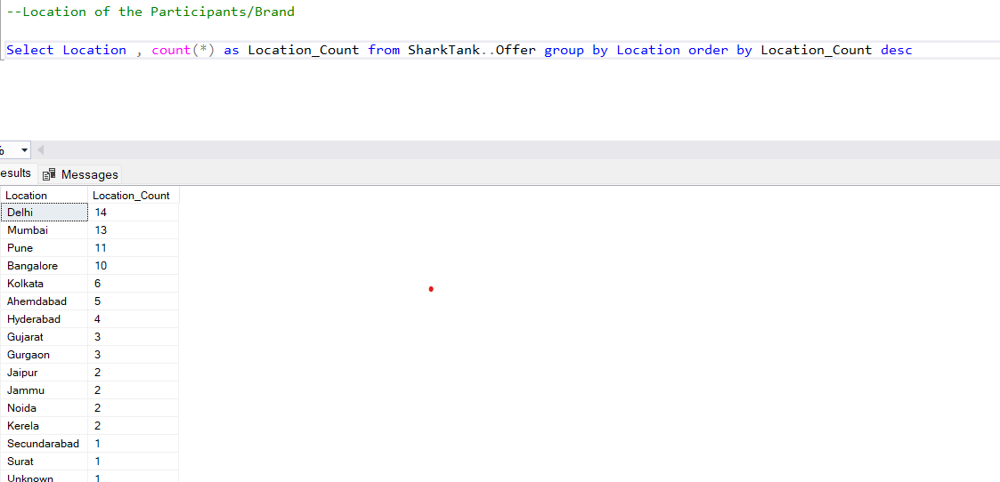 --Location of the Participants/Brand
Select Location , count(*) as Location_Count from SharkTank..Offer group by Location order by Location_Count desc
%
esults Messages
Location Location_Count
Delhi 14
Mumbai 13
Pune 11
Bangalore 10
Kolkata 6
Ahemdabad 5
Hyderabad 4
Gujarat 3
Gurgaon 3
Jaipur 2
Jammu 2
Noida 2
Kerela 2
Secundarabad 1
Surat 1
Unknown 1